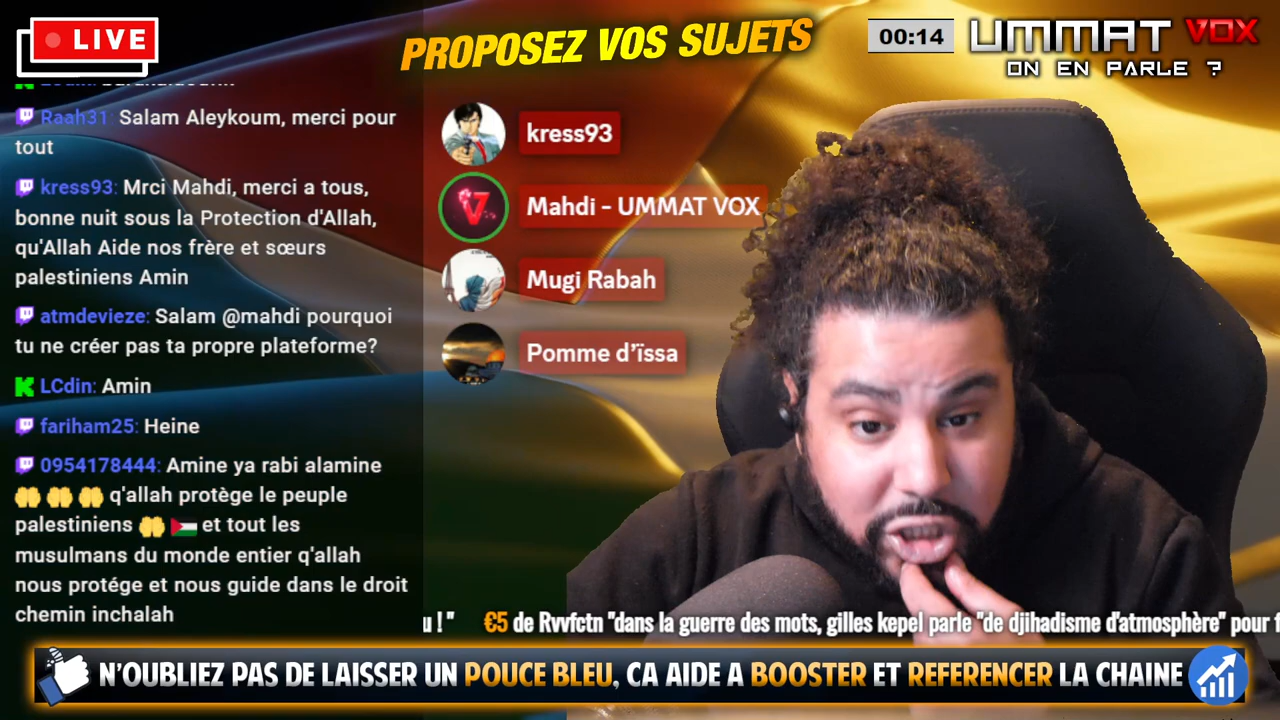 LIVE
PROPOSEZ VOS SUJETS
00:14
UMMAT VOX
ON EN PARLE ?
Raah31 Salam Aleykoum, merci pour
tout
kress93: Mrci Mahdi, merci a tous,
bonne nuit sous la Protection d'Allah,
qu'Allah Aide nos frère et sœurs
palestiniens Amin
atmdevieze: Salam @mahdi pourquoi
tu ne créer pas ta propre plateforme?
LCdin: Amin
fariham25: Heine
0954178444: Amine ya rabi alamine
🤲 🤲 🤲 q'allah protège le peuple
palestiniens 🤲 🇵🇸 et tout les
musulmans du monde entier q'allah
nous protége et nous guide dans le droit
chemin inchalah
kress93
Mahdi - UMMAT VOX
Mugi Rabah
Pomme d'ïssa
u ! " €5 de Rvvfctn "dans la guerre des mots, gilles kepel parle "de djihadisme d'atmosphère" pour f
N'OUBLIEZ PAS DE LAISSER UN POUCE BLEU, CA AIDE A BOOSTER ET REFERENCER LA CHAINE